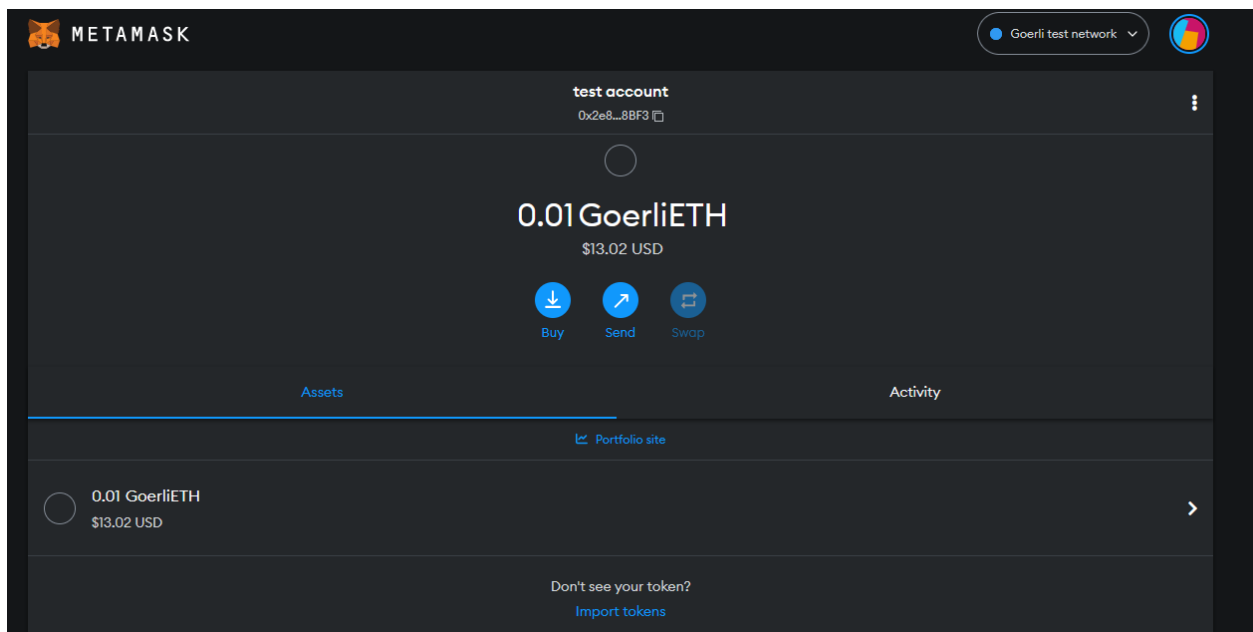 METAMASK
Goerli test network
test account
0x2e8...8BF3
0.01 GoerliETH
$13.02 USD
Buy
Send
Swap
Assets
Activity
Portfolio site
0.01 GoerliETH
$13.02 USD
Don't see your token?
Import tokens